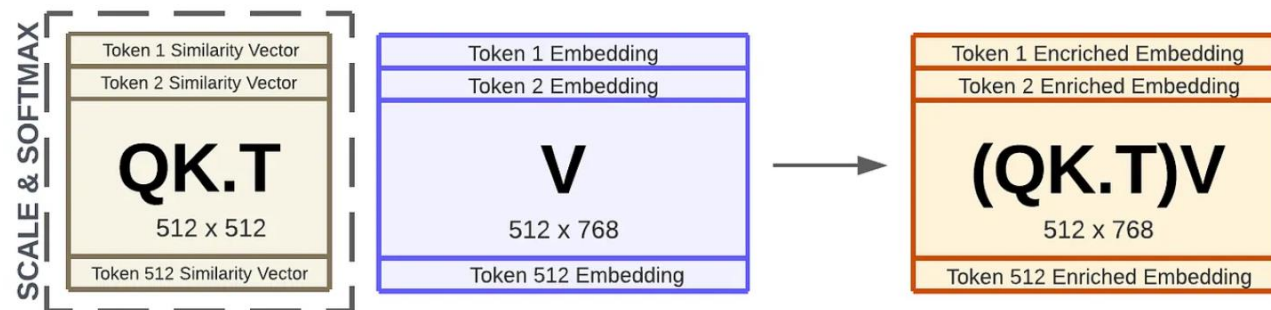 SCALE & SOFTMAX
Token 1 Similarity Vector
Token 2 Similarity Vector
QK.T
512 x 512
Token 512 Similarity Vector
Token 1 Embedding
Token 2 Embedding
V
512 x 768
Token 512 Embedding
Token 1 Encriched Embedding
Token 2 Enriched Embedding
(QK.T)V
512 x 768
Token 512 Enriched Embedding